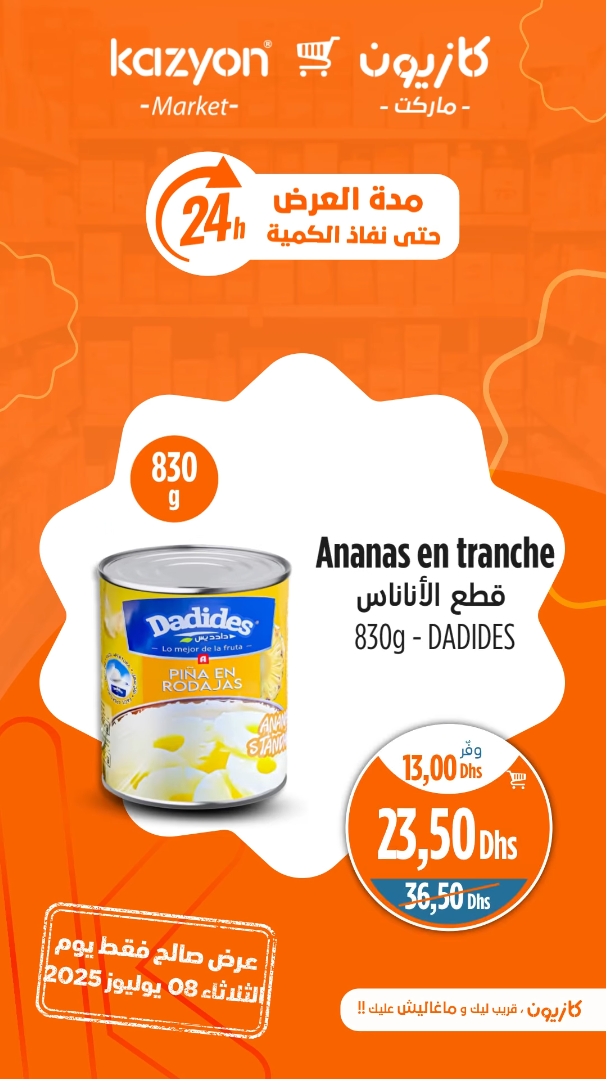 kazyon® كازيون
-Market- - ماركت -
24h
مدة العرض
حتى نفاذ الكمية
830
g
Ananas en tranche
قطع الأناناس
830g - DADIDES
Dadides
داديس
Lo mejor de la fruta
PIÑA EN
RODAJAS
وفّر
13,00 Dhs
23,50 Dhs
36,50 Dhs
عرض صالح فقط يوم
الثلاثاء 08 يوليوز 2025
كازيون ، قريب ليك و ماغاليش عليك !!